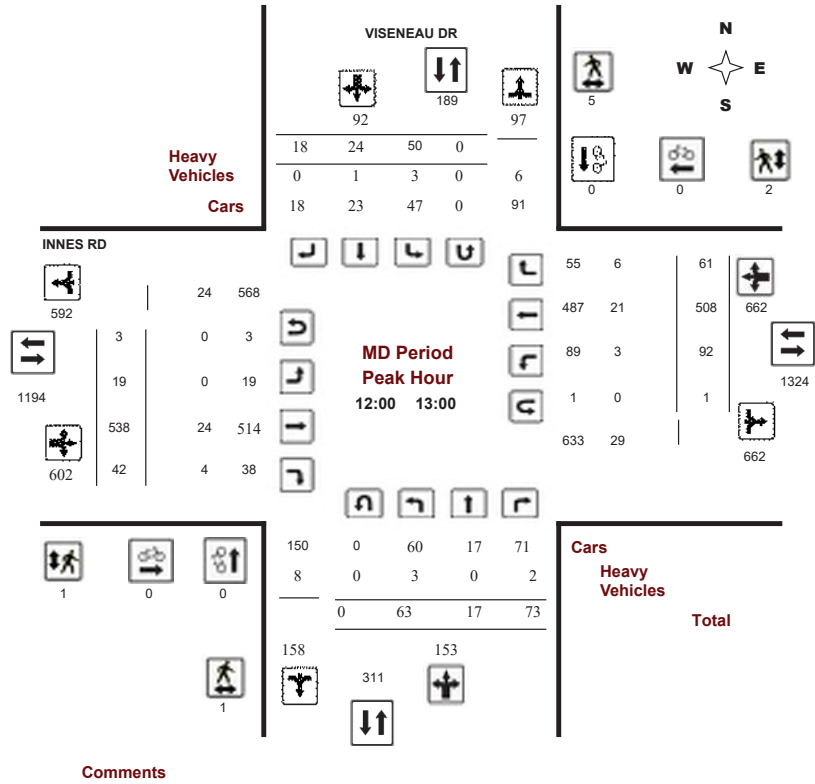 VISENEAU DR
N
W E
S
189
5
92
97
18 24 50 0
Heavy
Vehicles
0 1 3 0 6
0 0 2
Cars
18 23 47 0 91
INNES RD
592
24 568
55 6 61
662
487 21 508
3 0 3
1194
MD Period
Peak Hour
12:00 13:00
89 3 92
1324
19 0 19
1 0 1
538 24 514
602
633 29
662
42 4 38
150 0 60 17 71
Cars
8 0 3 0 2
Heavy
Vehicles
1 0 0
0 63 17 73
Total
158
153
311
1
Comments